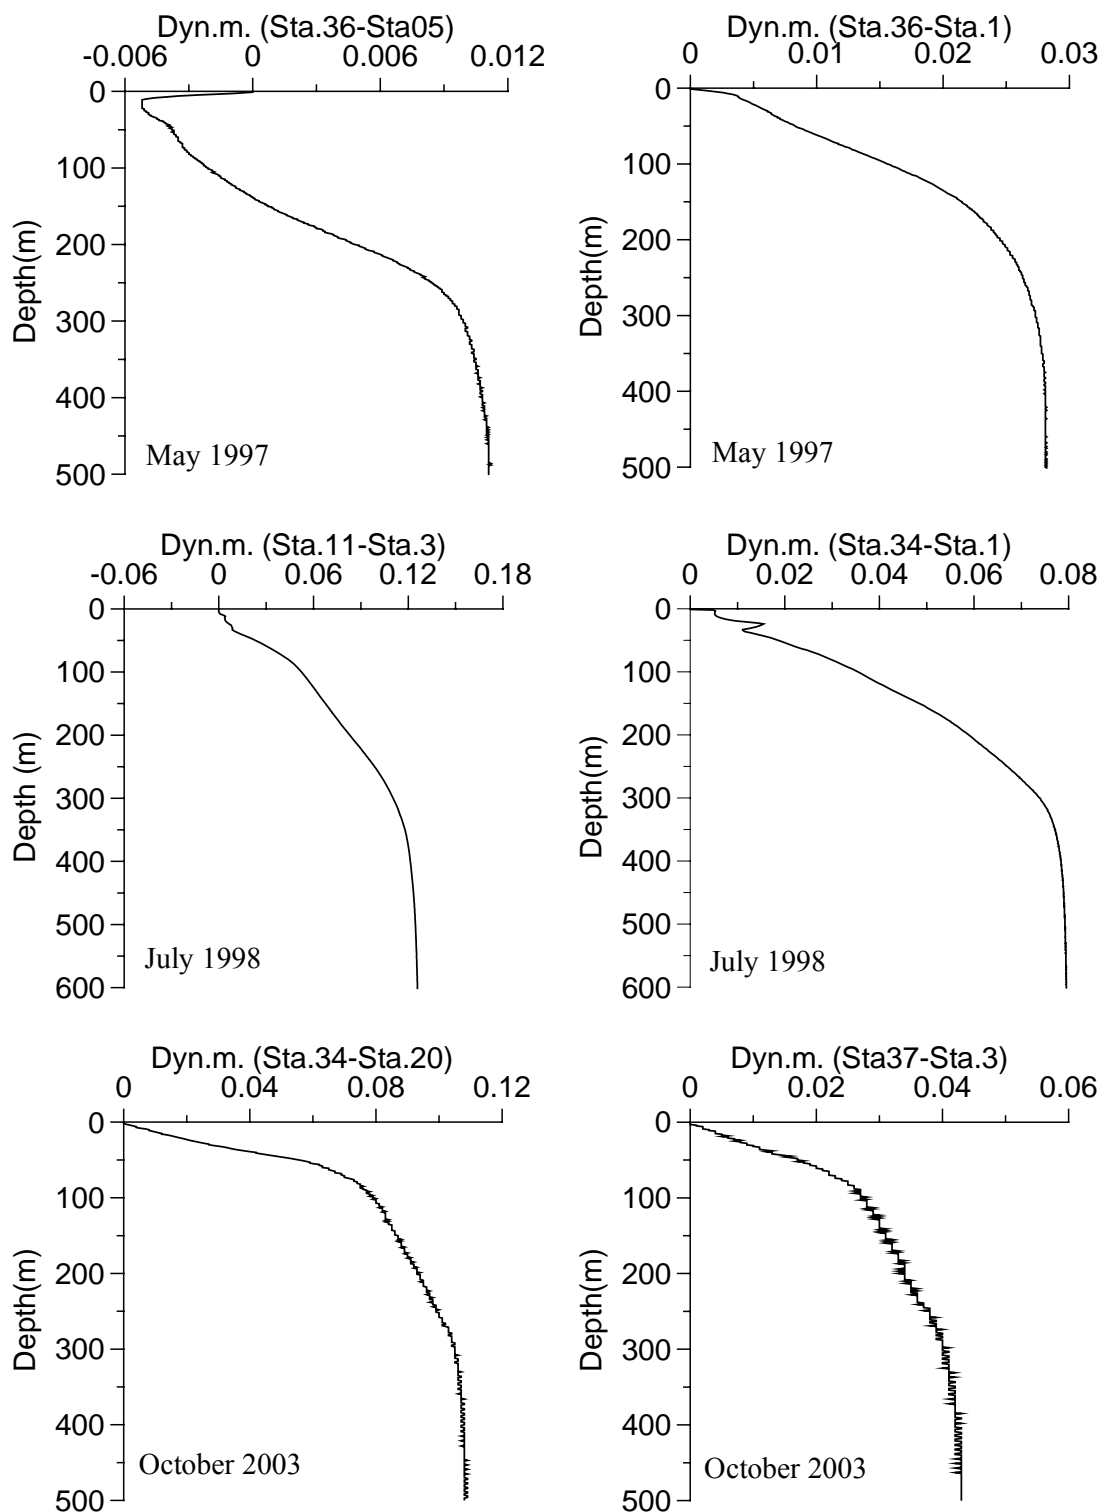 Dyn.m. (Sta.36-Sta05)
-0.006 0 0.006 0.012
0
100
200
300
400
500
Depth(m)
May 1997
Dyn.m. (Sta.36-Sta.1)
0 0.01 0.02 0.03
0
100
200
300
400
500
Depth(m)
May 1997
Dyn.m. (Sta.11-Sta.3)
-0.06 0 0.06 0.12 0.18
0
100
200
300
400
500
600
Depth (m)
July 1998
Dyn.m. (Sta.34-Sta.1)
0 0.02 0.04 0.06 0.08
0
100
200
300
400
500
600
Depth(m)
July 1998
Dyn.m. (Sta.34-Sta.20)
0 0.04 0.08 0.12
0
100
200
300
400
500
Depth(m)
October 2003
Dyn.m. (Sta37-Sta.3)
0 0.02 0.04 0.06
0
100
200
300
400
500
Depth(m)
October 2003